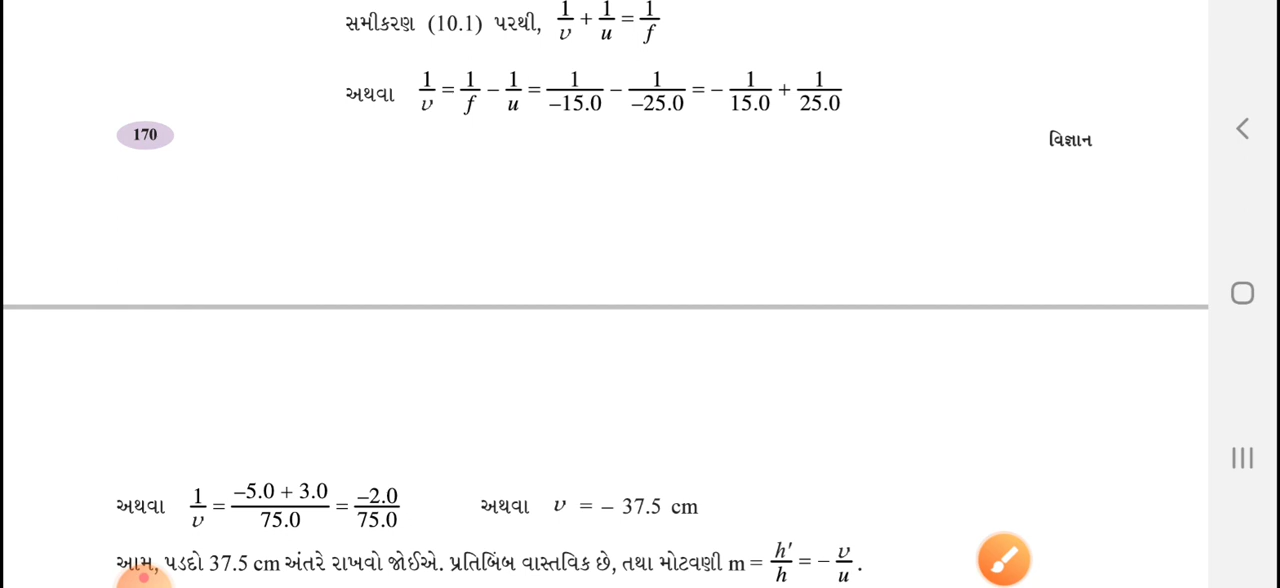 સમીકરણ (10.1) પરથી, 1/v + 1/u = 1/f
અથવા 1/v = 1/f − 1/u = 1/–15.0 − 1/–25.0 = − 1/15.0 + 1/25.0
170
વિજ્ઞાન
અથવા 1/v = –5.0 + 3.0/75.0 = –2.0/75.0 અથવા v = – 37.5 cm
આમ, પડદો 37.5 cm અંતરે રાખવો જોઈએ. પ્રતિબિંબ વાસ્તવિક છે, તથા મોટવણી m = h′/h = − v/u.